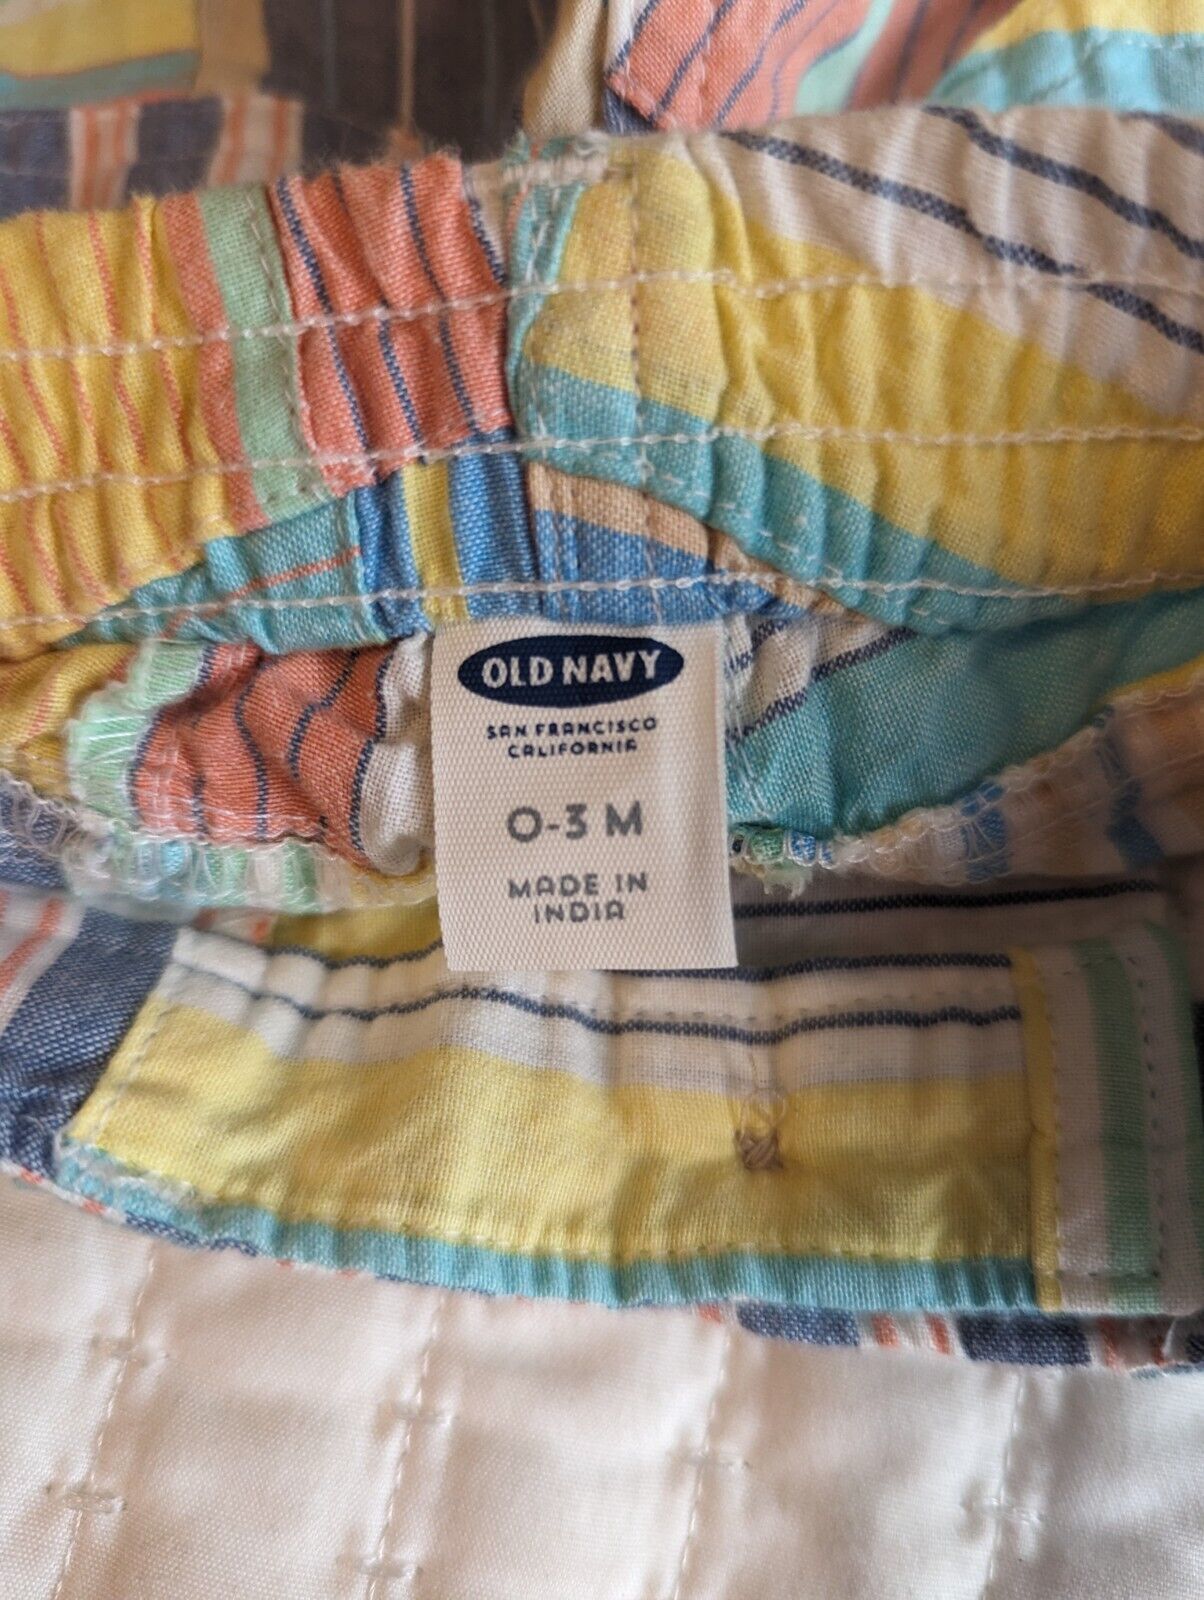 OLD NAVY
SAN FRANCISCO
CALIFORNIA
0-3 M
MADE IN
INDIA